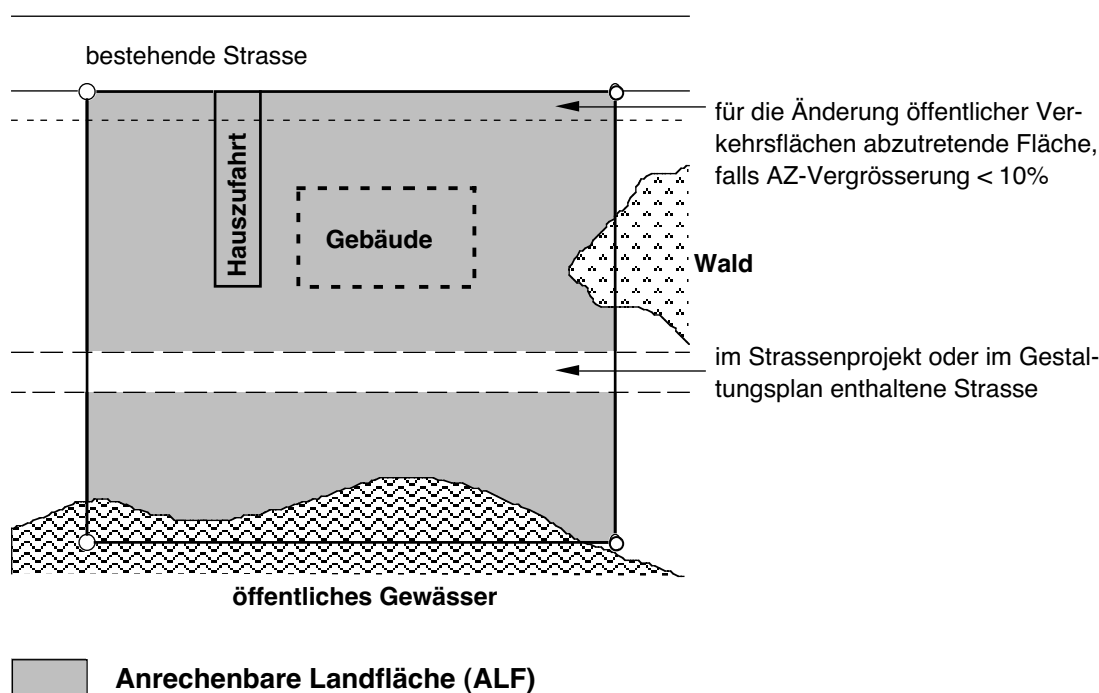 bestehende Strasse
für die Änderung öffentlicher Ver-
kehrsflächen abzutretende Fläche,
falls AZ-Vergrösserung < 10%
Hauszufahrt
Gebäude
Wald
im Strassenprojekt oder im Gestal-
tungsplan enthaltene Strasse
öffentliches Gewässer
Anrechenbare Landfläche (ALF)